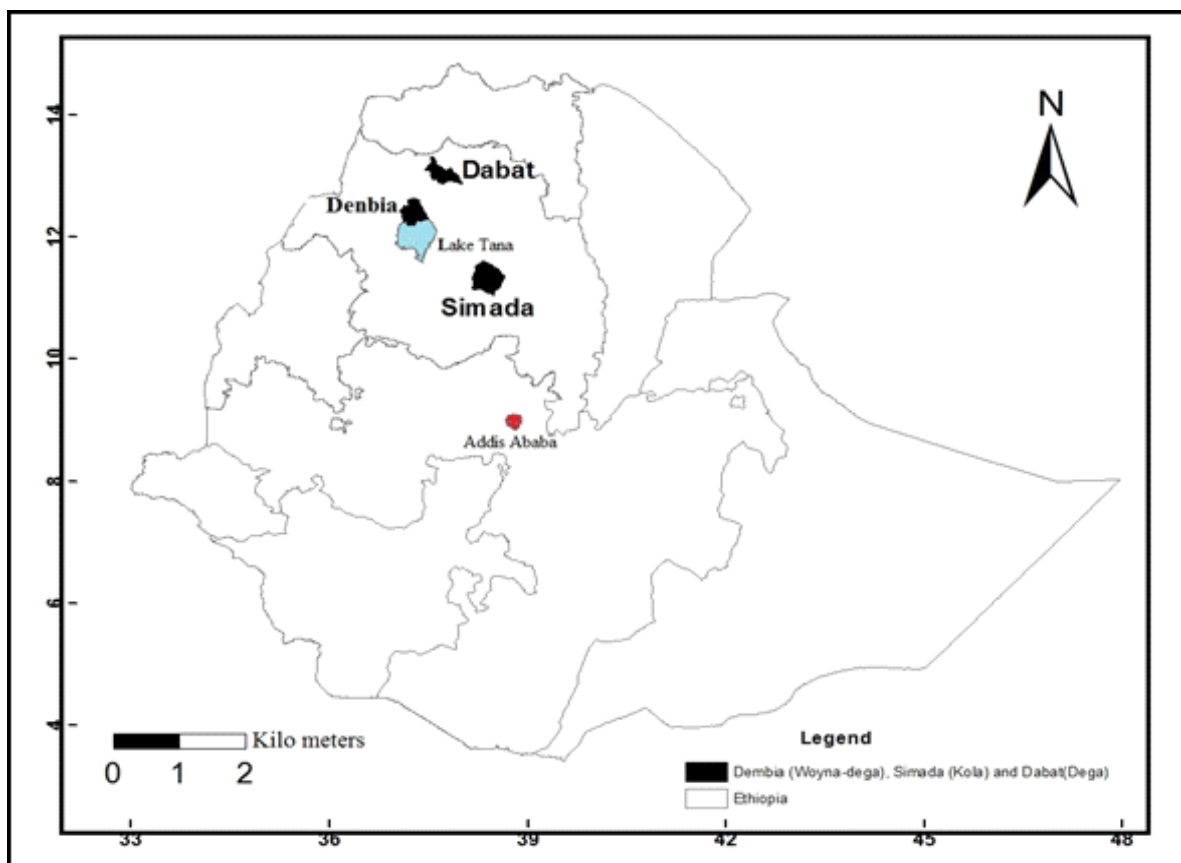 N
14
Dabat
Denbia
12
Lake Tana
Simada
10
Addis Ababa
8
6
4
Kilo meters
0 1 2
Legend
Dembia (Woyna-dega), Simada (Kola) and Dabat(Dega)
Ethiopia
33 36 39 42 45 48